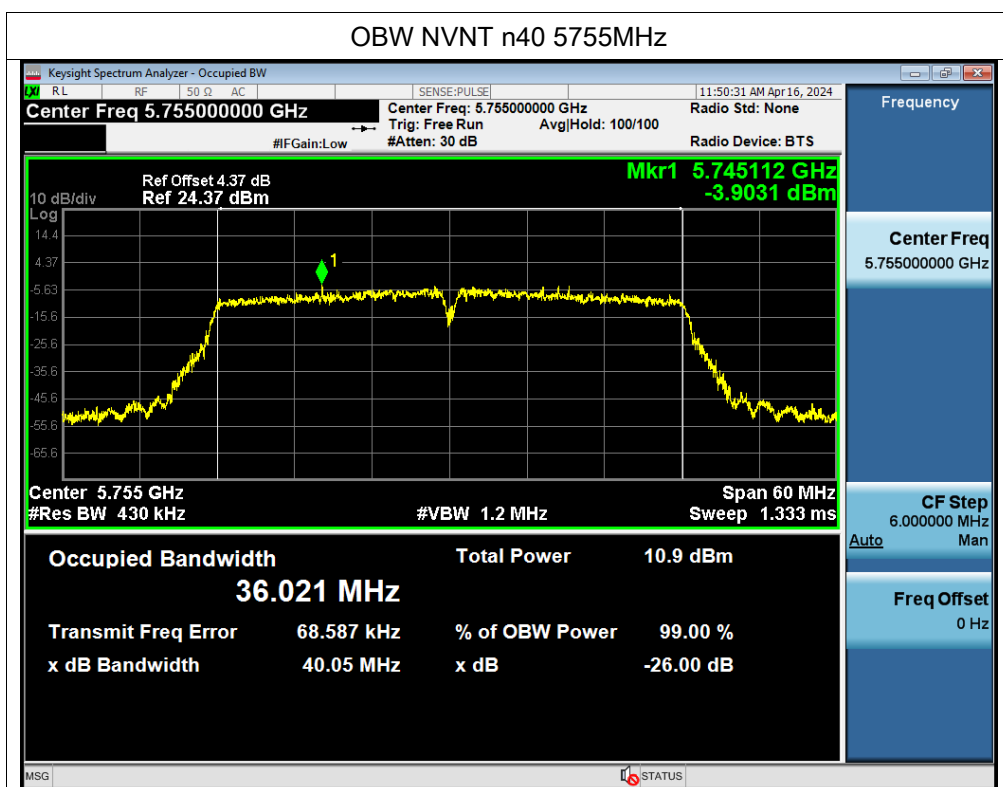 OBW NVNT n40 5755MHz
Keysight Spectrum Analyzer - Occupied BW
LXI RL RF 50 Ω AC SENSE:PULSE 11:50:31 AM Apr 16, 2024
Center Freq 5.755000000 GHz
Center Freq: 5.755000000 GHz Radio Std: None
Trig: Free Run Avg|Hold: 100/100
#IFGain:Low #Atten: 30 dB Radio Device: BTS
Frequency
Mkr1 5.745112 GHz
-3.9031 dBm
Ref Offset 4.37 dB
10 dB/div Ref 24.37 dBm
Log
14.4
4.37
-5.63
-15.6
-25.6
-35.6
-45.6
-55.6
-65.6
1
Center 5.755 GHz Span 60 MHz
#Res BW 430 kHz #VBW 1.2 MHz Sweep 1.333 ms
Center Freq
5.755000000 GHz
CF Step
6.000000 MHz
Auto Man
Freq Offset
0 Hz
Occupied Bandwidth Total Power 10.9 dBm
36.021 MHz
Transmit Freq Error 68.587 kHz % of OBW Power 99.00 %
x dB Bandwidth 40.05 MHz x dB -26.00 dB
MSG STATUS